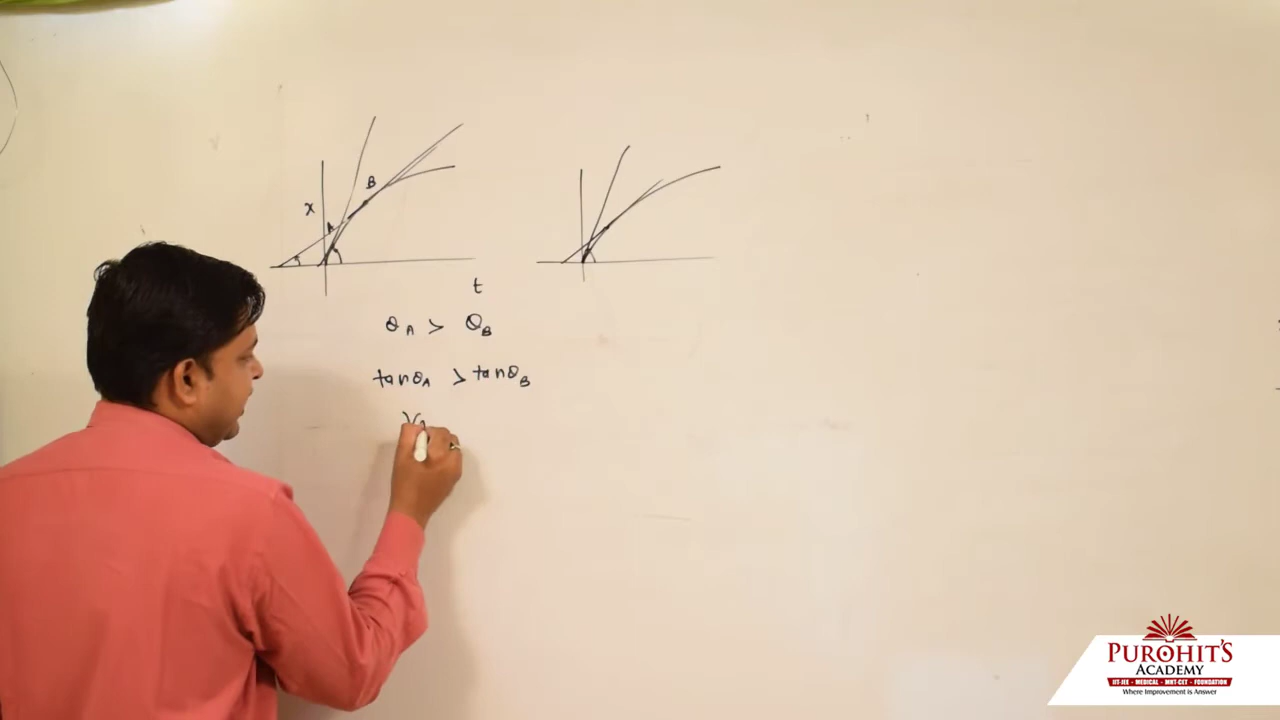 B
x
A
t
θA > θB
tanθA > tanθB
PUROHIT'S
ACADEMY
IIT-JEE - MEDICAL - MHT-CET - FOUNDATION
Where Improvement is Answer